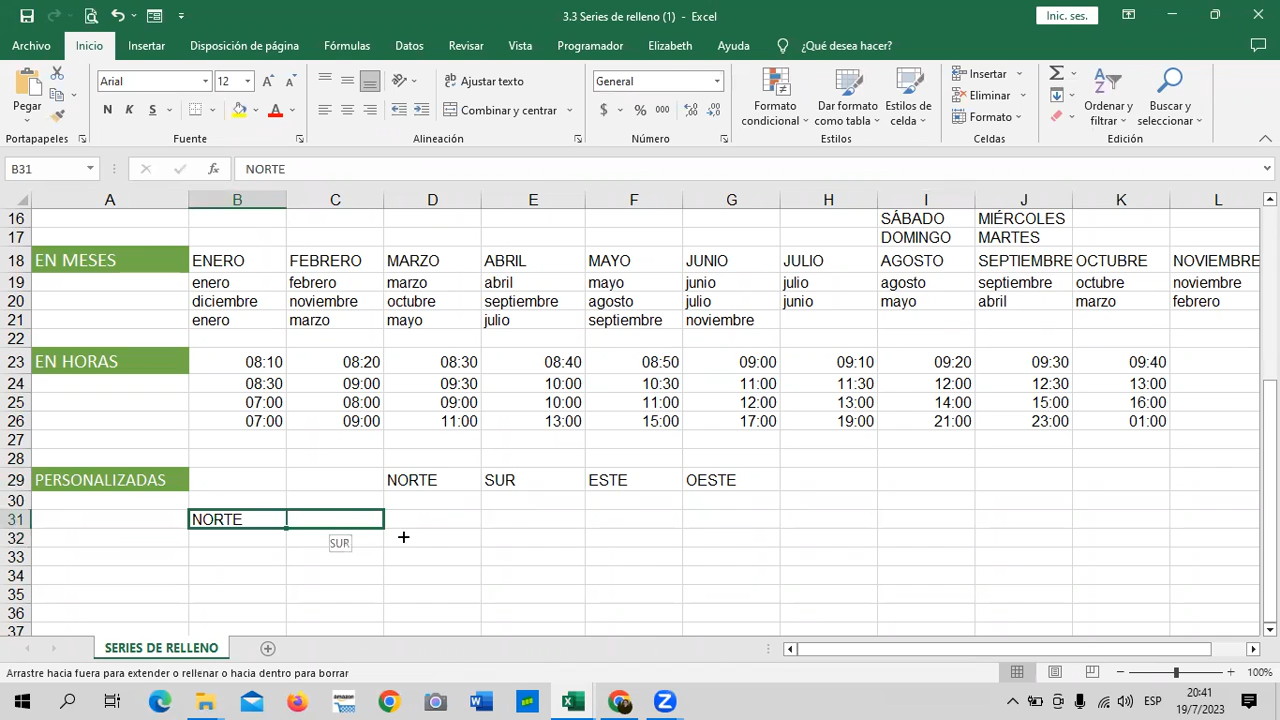 3.3 Series de relleno (1) - Excel
Inic. ses.
Archivo Inicio Insertar Disposición de página Fórmulas Datos Revisar Vista Programador Elizabeth Ayuda ¿Qué desea hacer?
Pegar
Arial 12
N K S
Ajustar texto
Combinar y centrar
General
$ % 000
Formato condicional
Dar formato como tabla
Estilos de celda
Insertar
Eliminar
Formato
Ordenar y filtrar
Buscar y seleccionar
Portapapeles Fuente Alineación Número Estilos Celdas Edición
B31 fx NORTE
A B C D E F G H I J K L
16 SÁBADO MIÉRCOLES
17 DOMINGO MARTES
18 EN MESES ENERO FEBRERO MARZO ABRIL MAYO JUNIO JULIO AGOSTO SEPTIEMBRE OCTUBRE NOVIEMBRE
19 enero febrero marzo abril mayo junio julio agosto septiembre octubre noviembre
20 diciembre noviembre octubre septiembre agosto julio junio mayo abril marzo febrero
21 enero marzo mayo julio septiembre noviembre
22
23 EN HORAS 08:10 08:20 08:30 08:40 08:50 09:00 09:10 09:20 09:30 09:40
24 08:30 09:00 09:30 10:00 10:30 11:00 11:30 12:00 12:30 13:00
25 07:00 08:00 09:00 10:00 11:00 12:00 13:00 14:00 15:00 16:00
26 07:00 09:00 11:00 13:00 15:00 17:00 19:00 21:00 23:00 01:00
27
28
29 PERSONALIZADAS NORTE SUR ESTE OESTE
30
31 NORTE
32 SUR
33
34
35
36
37
SERIES DE RELLENO
Arrastre hacia fuera para extender o rellenar o hacia dentro para borrar
100%
ESP
20:41
19/7/2023